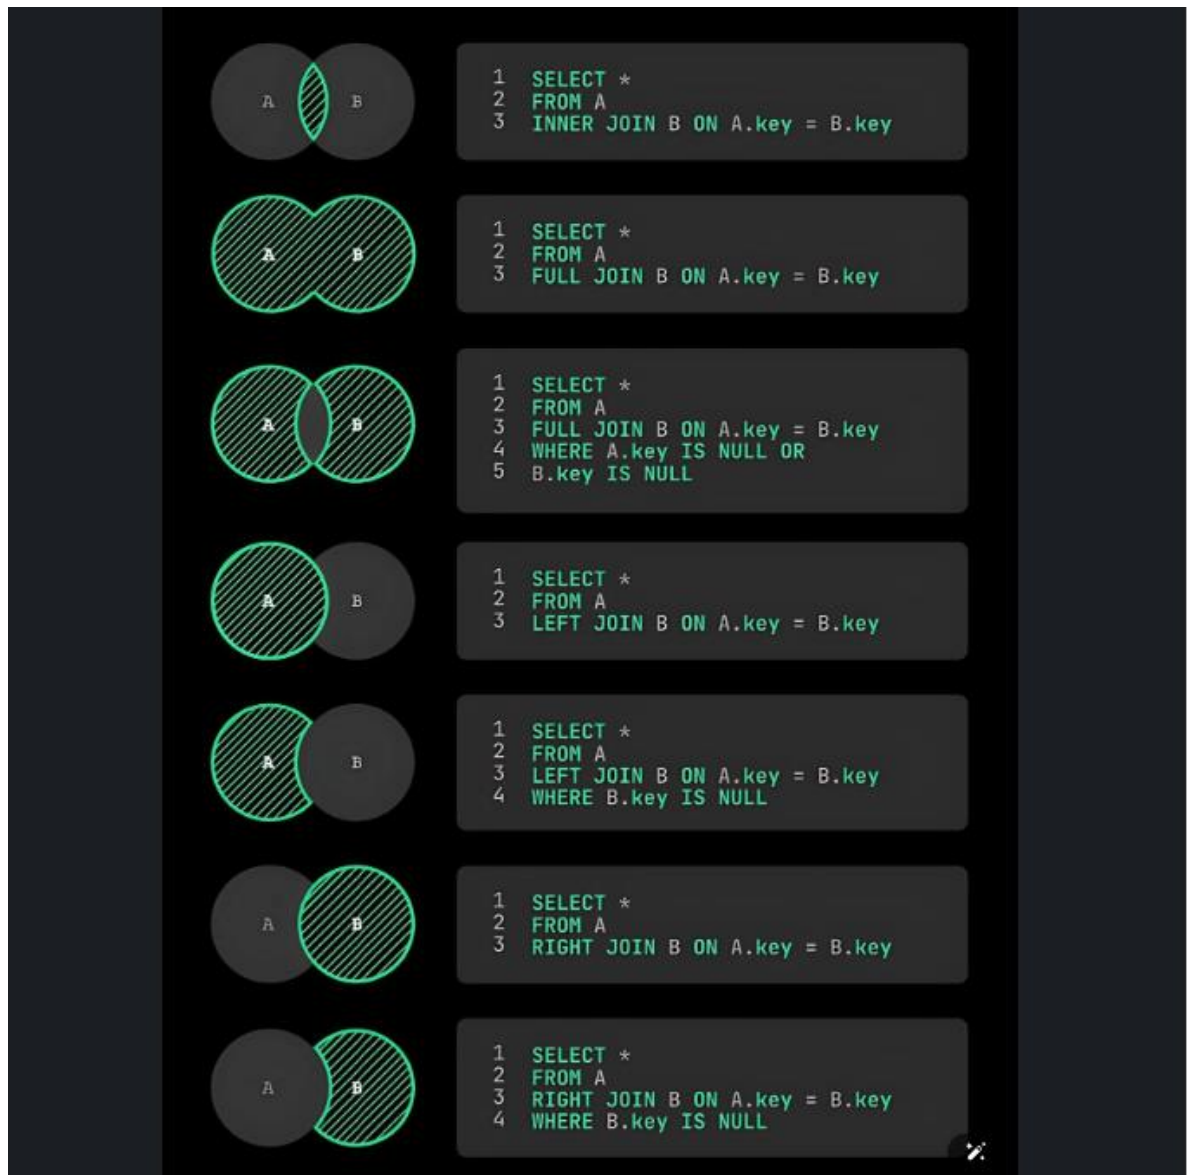 A B
1 SELECT *
2 FROM A
3 INNER JOIN B ON A.key = B.key
A B
1 SELECT *
2 FROM A
3 FULL JOIN B ON A.key = B.key
A B
1 SELECT *
2 FROM A
3 FULL JOIN B ON A.key = B.key
4 WHERE A.key IS NULL OR
5 B.key IS NULL
A B
1 SELECT *
2 FROM A
3 LEFT JOIN B ON A.key = B.key
A B
1 SELECT *
2 FROM A
3 LEFT JOIN B ON A.key = B.key
4 WHERE B.key IS NULL
A B
1 SELECT *
2 FROM A
3 RIGHT JOIN B ON A.key = B.key
A B
1 SELECT *
2 FROM A
3 RIGHT JOIN B ON A.key = B.key
4 WHERE B.key IS NULL